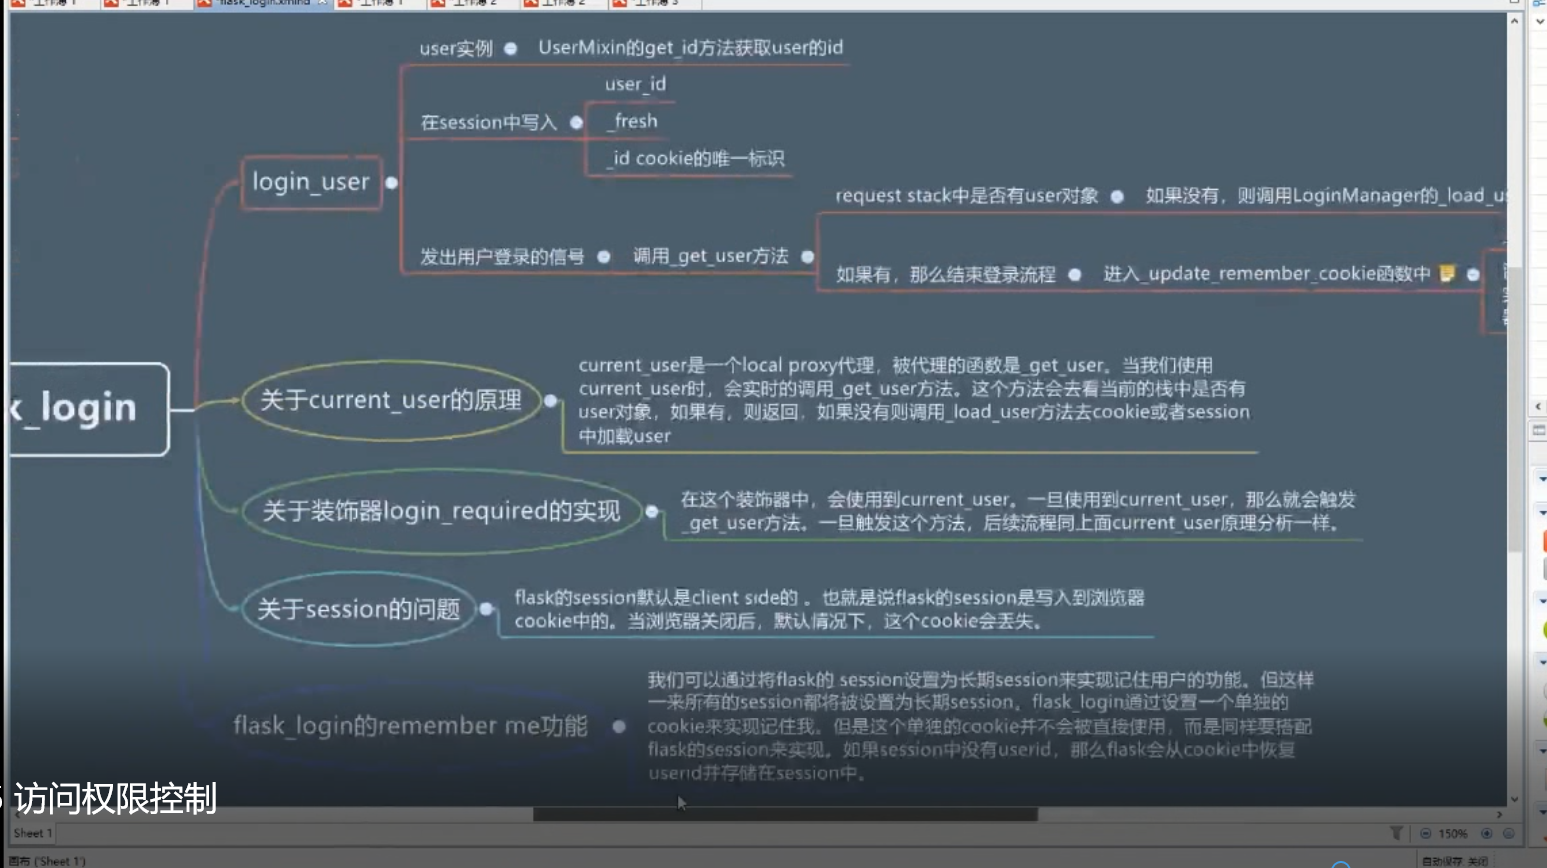 flask_login.xmind
user实例
UserMixin的get_id方法获取user的id
user_id
在session中写入
_fresh
_id cookie的唯一标识
login_user
request stack中是否有user对象
如果没有，则调用LoginManager的_load_us
发出用户登录的信号
调用_get_user方法
如果有，那么结束登录流程
进入_update_remember_cookie函数中
k_login
关于current_user的原理
current_user是一个local proxy代理，被代理的函数是_get_user。当我们使用
current_user时，会实时的调用_get_user方法。这个方法会去看当前的栈中是否有
user对象，如果有，则返回，如果没有则调用_load_user方法去cookie或者session
中加载user
关于装饰器login_required的实现
在这个装饰器中，会使用到current_user。一旦使用到current_user，那么就会触发
_get_user方法。一旦触发这个方法，后续流程同上面current_user原理分析一样。
关于session的问题
flask的session默认是client side的 。也就是说flask的session是写入到浏览器
cookie中的。当浏览器关闭后，默认情况下，这个cookie会丢失。
flask_login的remember me功能
我们可以通过将flask的 session设置为长期session来实现记住用户的功能。但这样
一来所有的session都将被设置为长期session。flask_login通过设置一个单独的
cookie来实现记住我。但是这个单独的cookie并不会被直接使用，而是同样要搭配
flask的session来实现。如果session中没有userid，那么flask会从cookie中恢复
userid并存储在session中。
访问权限控制
Sheet 1
150%
画布 ('Sheet 1')
自动保存: 关闭